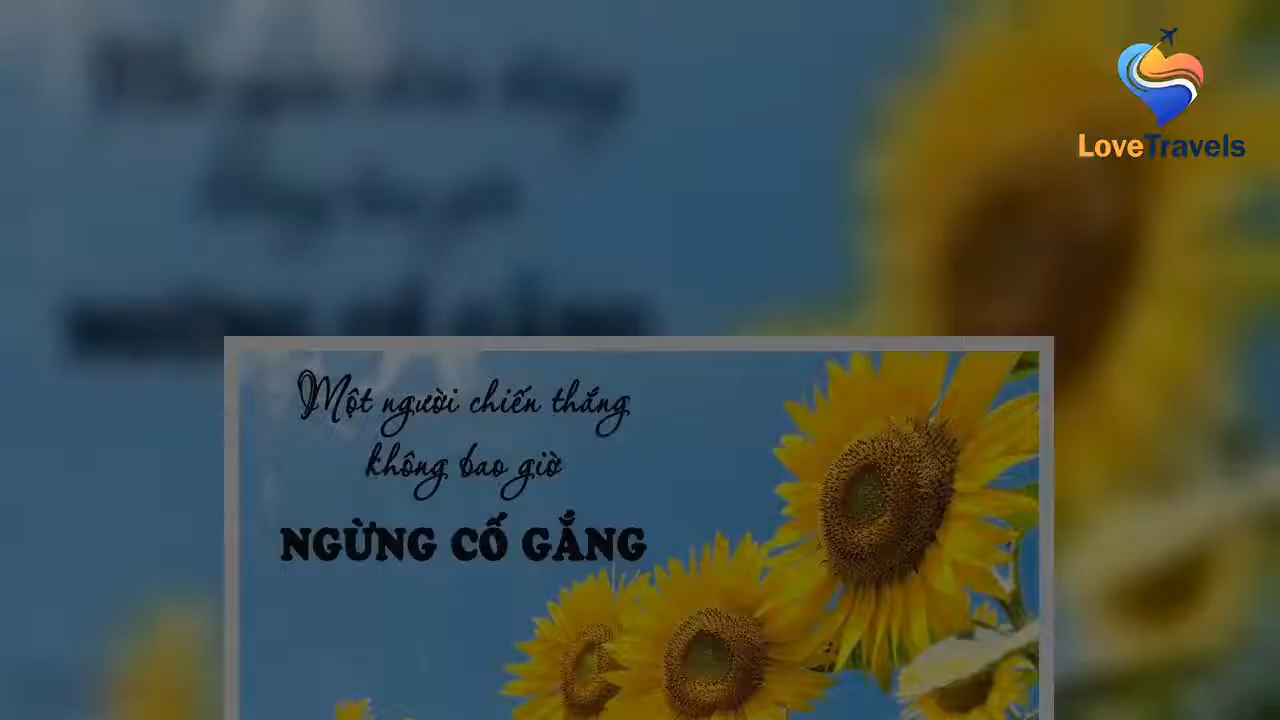 LoveTravels
Một người chiến thắng
không bao giờ
NGỪNG CỐ GẮNG